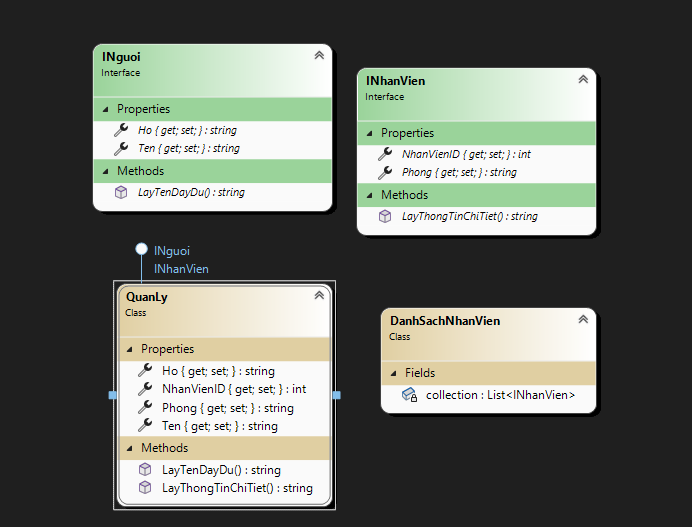 INguoi
Interface
Properties
Ho { get; set; } : string
Ten { get; set; } : string
Methods
LayTenDayDu() : string
INhanVien
Interface
Properties
NhanVienID { get; set; } : int
Phong { get; set; } : string
Methods
LayThongTinChiTiet() : string
INguoi
INhanVien
QuanLy
Class
Properties
Ho { get; set; } : string
NhanVienID { get; set; } : int
Phong { get; set; } : string
Ten { get; set; } : string
Methods
LayTenDayDu() : string
LayThongTinChiTiet() : string
DanhSachNhanVien
Class
Fields
collection : List<INhanVien>